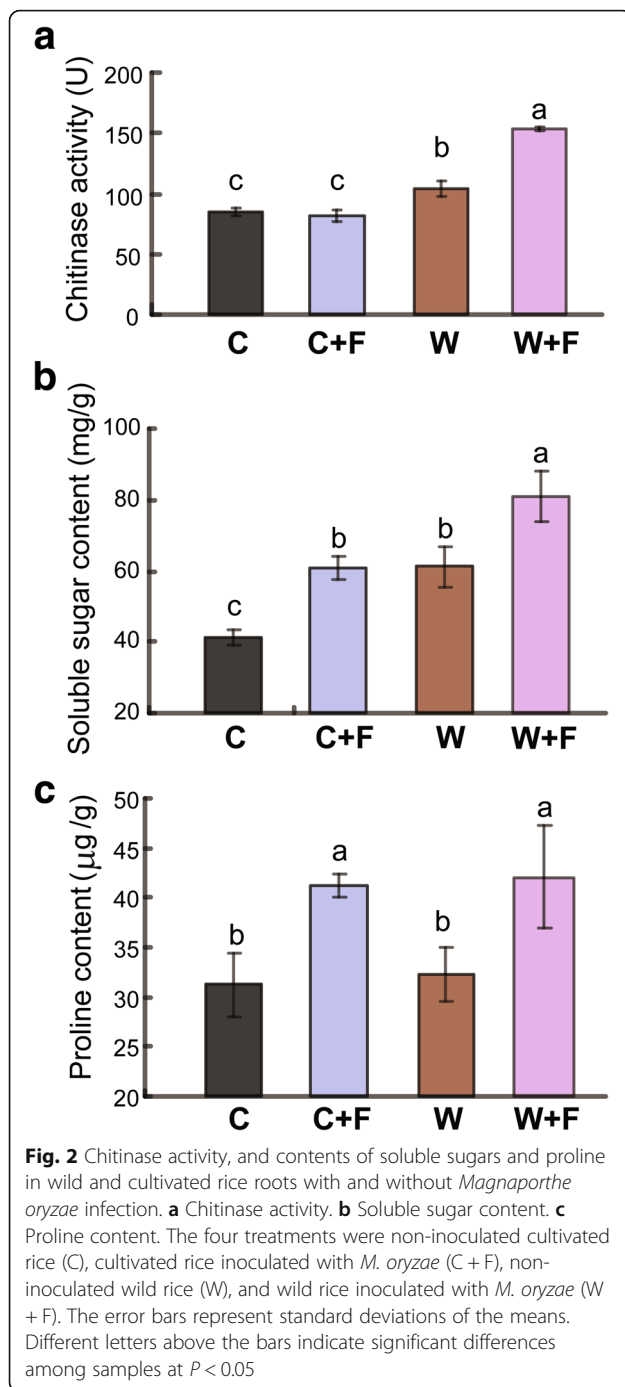 a
Chitinase activity (U)
200
150
100
50
0
c
c
b
a
C C+F W W+F
b
Soluble sugar content (mg/g)
100
80
60
40
20
c
b
b
a
C C+F W W+F
c
Proline content (μg/g)
50
45
40
35
30
25
20
b
a
b
a
C C+F W W+F
Fig. 2 Chitinase activity, and contents of soluble sugars and proline
in wild and cultivated rice roots with and without Magnaporthe
oryzae infection. a Chitinase activity. b Soluble sugar content. c
Proline content. The four treatments were non-inoculated cultivated
rice (C), cultivated rice inoculated with M. oryzae (C + F), non-
inoculated wild rice (W), and wild rice inoculated with M. oryzae (W
+ F). The error bars represent standard deviations of the means.
Different letters above the bars indicate significant differences
among samples at P < 0.05